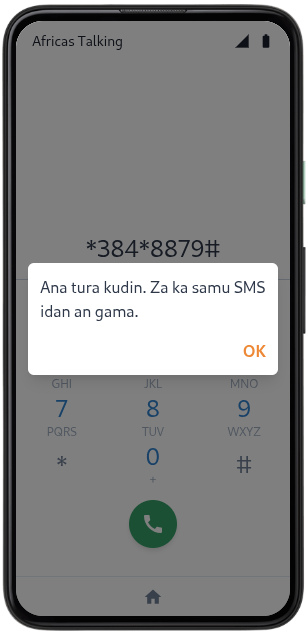 Africas Talking
*384*8879#
Ana tura kudin. Za ka samu SMS
idan an gama.
OK
GHI JKL MNO
7 8 9
PQRS TUV WXYZ
* 0 #
+